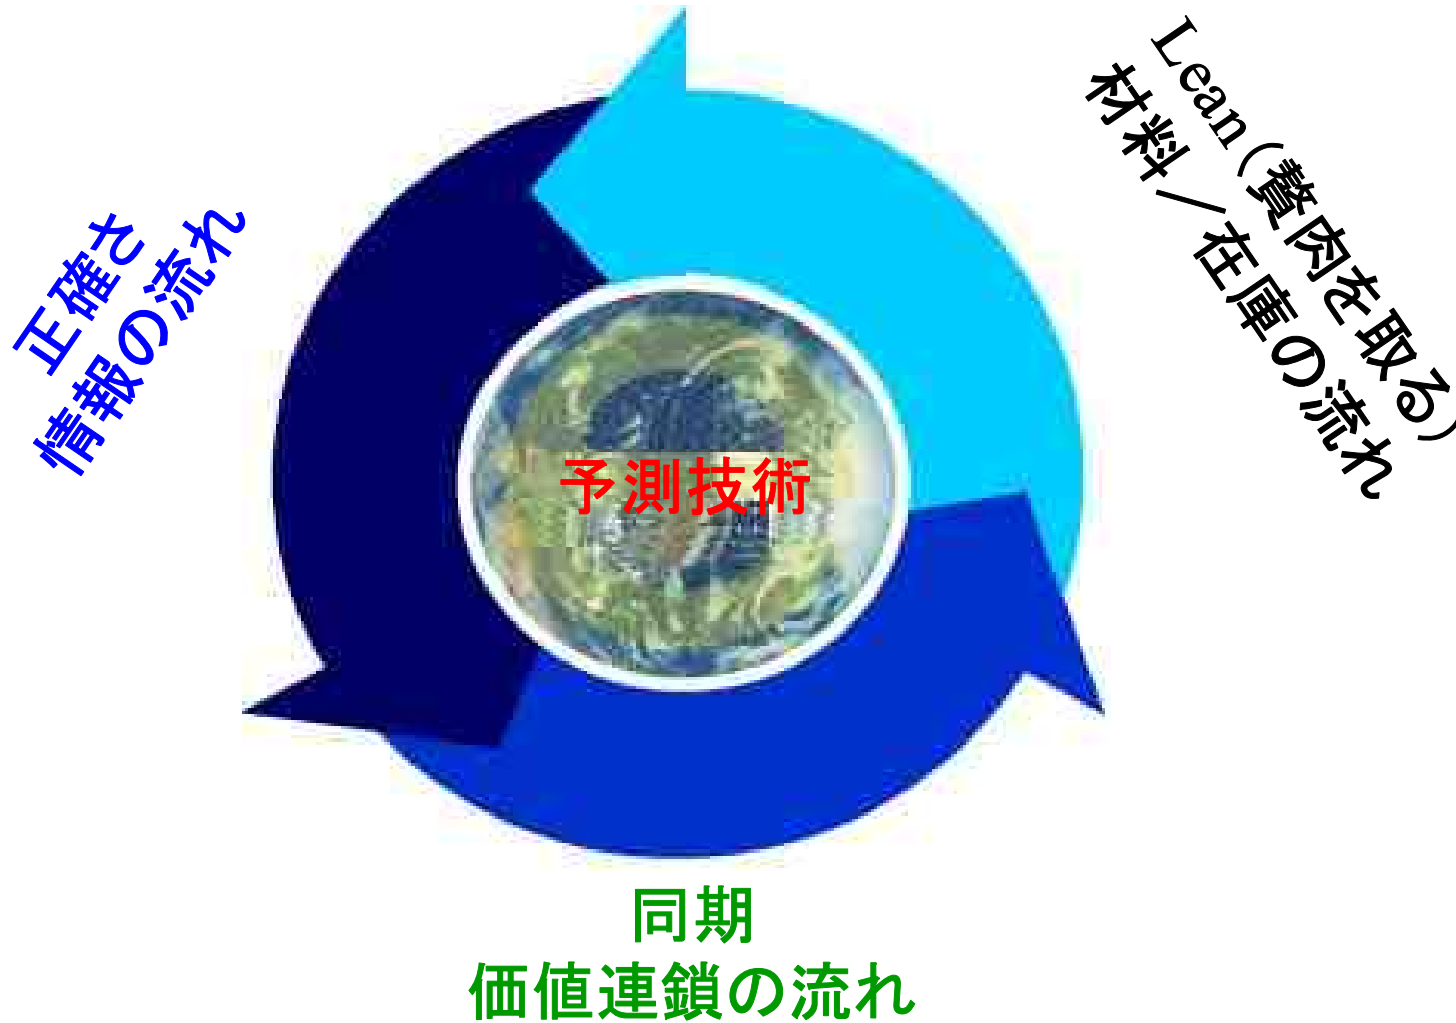 Lean(贅肉を取る)
材料／在庫の流れ
正確さ
情報の流れ
予測技術
同期
価値連鎖の流れ